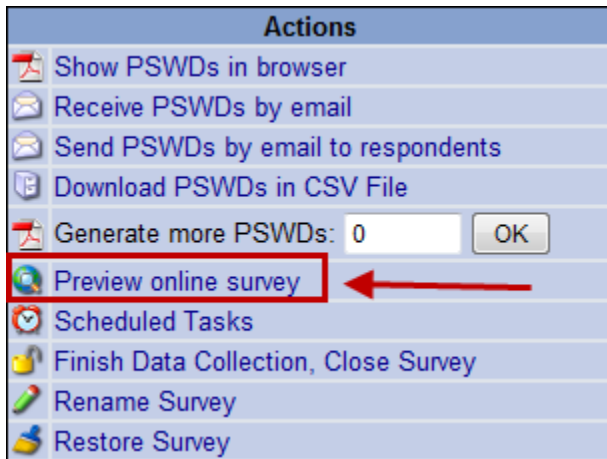 Actions
Show PSWDs in browser
Receive PSWDs by email
Send PSWDs by email to respondents
Download PSWDs in CSV File
Generate more PSWDs: 0 OK
Preview online survey
Scheduled Tasks
Finish Data Collection, Close Survey
Rename Survey
Restore Survey